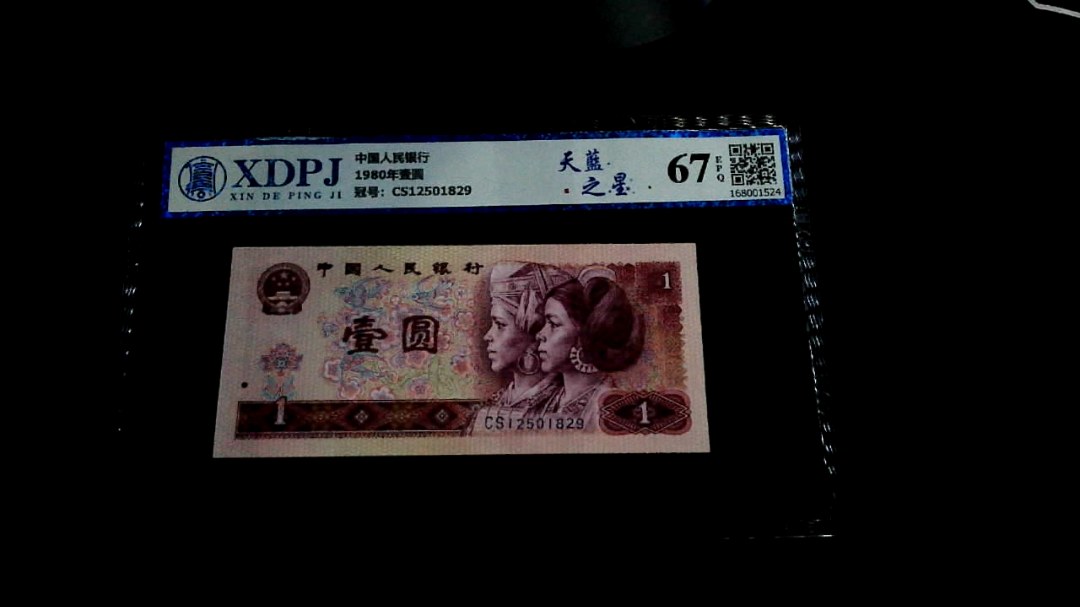 XDPJ
XIN DE PING JI
中国人民银行
1980年壹圆
冠号: CS12501829
天蓝
之星
67
EPQ
168001524
中国人民银行
1
壹圆
1
CS12501829
1